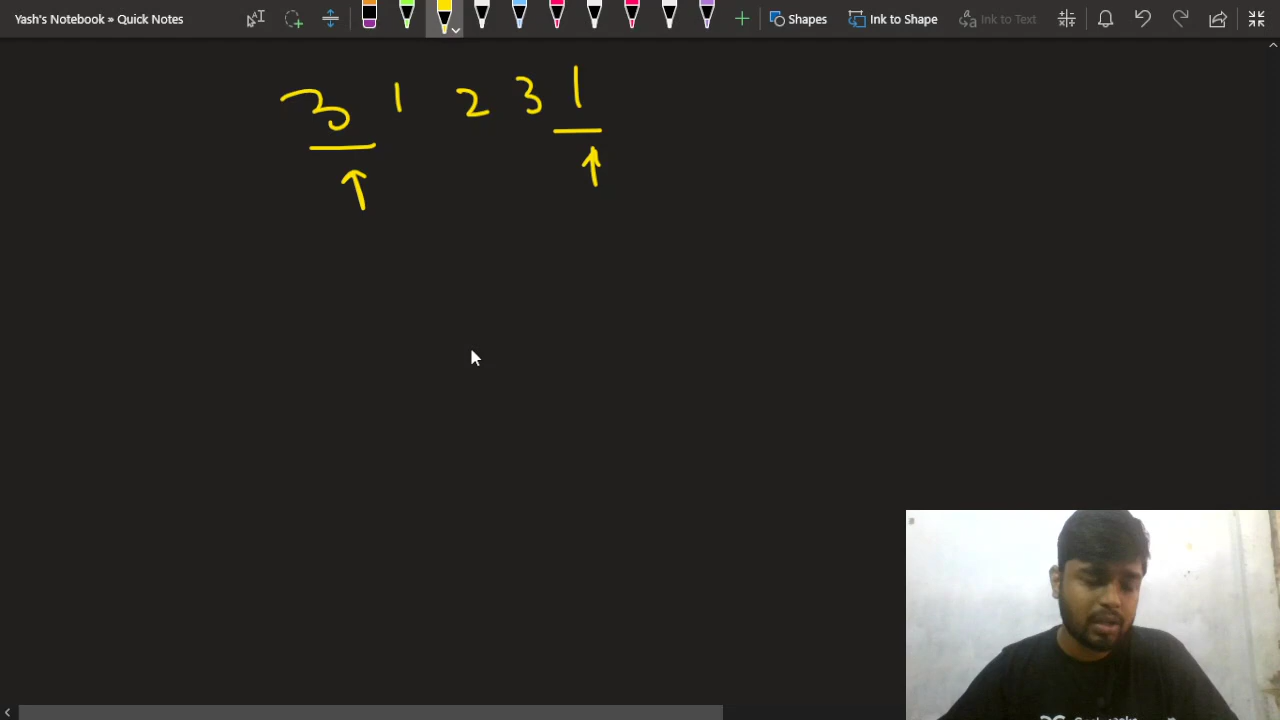 Yash's Notebook » Quick Notes
Shapes
Ink to Shape
Ink to Text
3 1 2 3 1